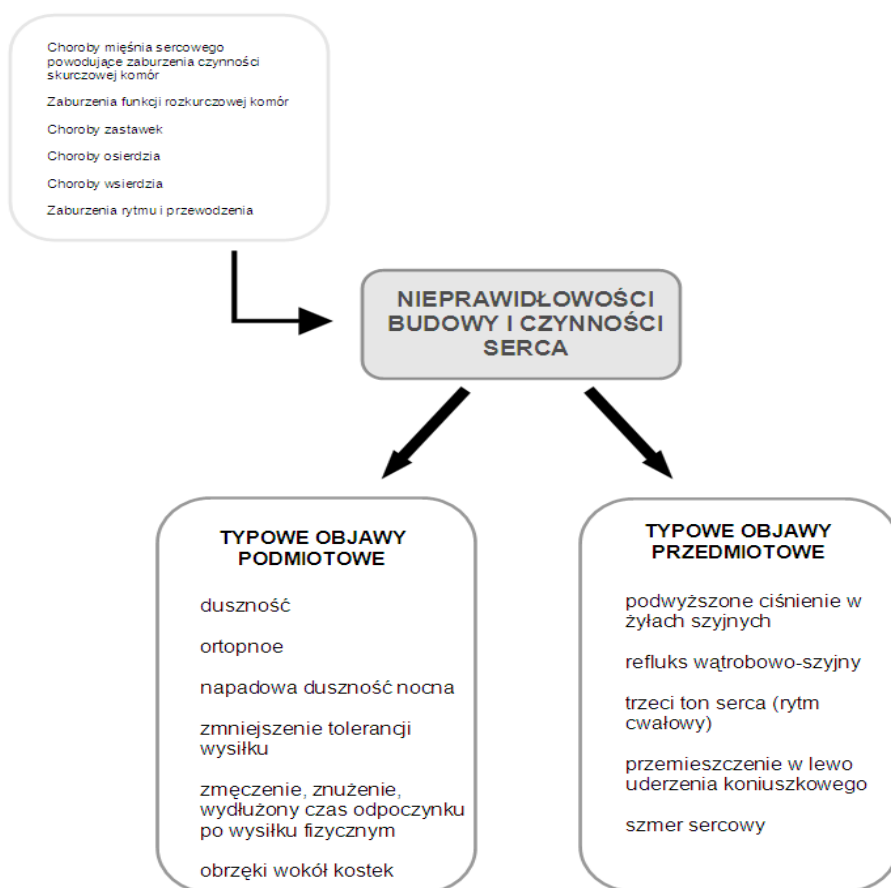 Choroby mięśnia sercowego
powodujące zaburzenia czynności
skurczowej komór
Zaburzenia funkcji rozkurczowej komór
Choroby zastawek
Choroby osierdzia
Choroby wsierdzia
Zaburzenia rytmu i przewodzenia
NIEPRAWIDŁOWOŚCI
BUDOWY I CZYNNOŚCI
SERCA
TYPOWE OBJAWY
PODMIOTOWE
duszność
ortopnoe
napadowa duszność nocna
zmniejszenie tolerancji
wysiłku
zmęczenie, znużenie,
wydłużony czas odpoczynku
po wysiłku fizycznym
obrzęki wokół kostek
TYPOWE OBJAWY
PRZEDMIOTOWE
podwyższone ciśnienie w
żyłach szyjnych
refluks wątrobowo-szyjny
trzeci ton serca (rytm
cwałowy)
przemieszczenie w lewo
uderzenia koniuszkowego
szmer sercowy